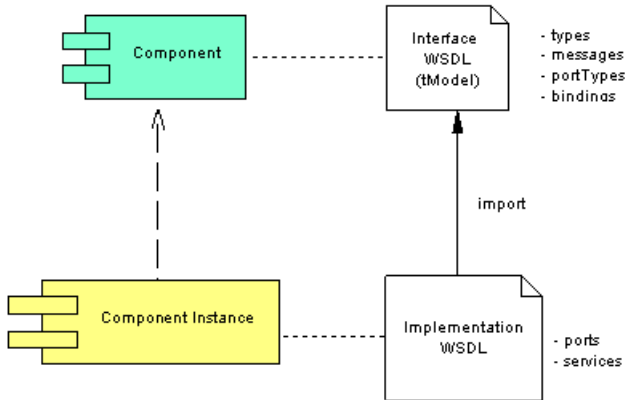 Component
Interface
WSDL
(tModel)
- types
- messages
- portTypes
- bindings
import
Component Instance
Implementation
WSDL
- ports
- services